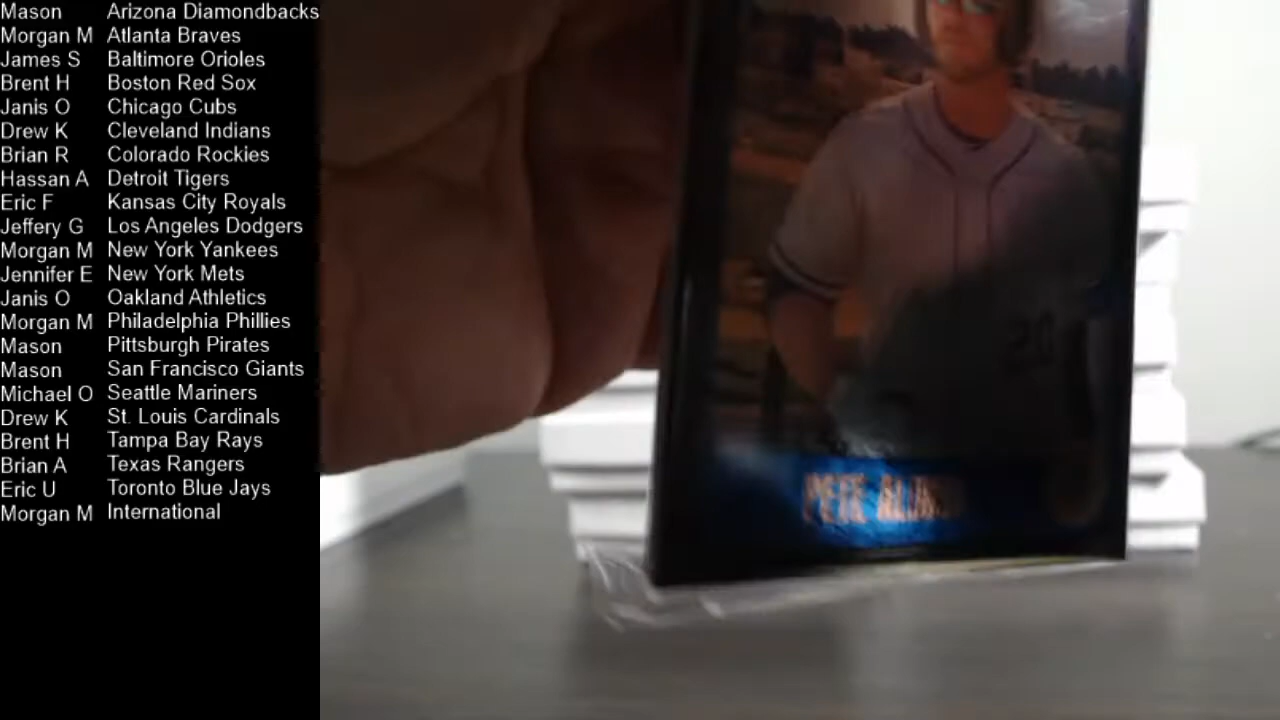 Mason Arizona Diamondbacks
Morgan M Atlanta Braves
James S Baltimore Orioles
Brent H Boston Red Sox
Janis O Chicago Cubs
Drew K Cleveland Indians
Brian R Colorado Rockies
Hassan A Detroit Tigers
Eric F Kansas City Royals
Jeffery G Los Angeles Dodgers
Morgan M New York Yankees
Jennifer E New York Mets
Janis O Oakland Athletics
Morgan M Philadelphia Phillies
Mason Pittsburgh Pirates
Mason San Francisco Giants
Michael O Seattle Mariners
Drew K St. Louis Cardinals
Brent H Tampa Bay Rays
Brian A Texas Rangers
Eric U Toronto Blue Jays
Morgan M International
20
PETE